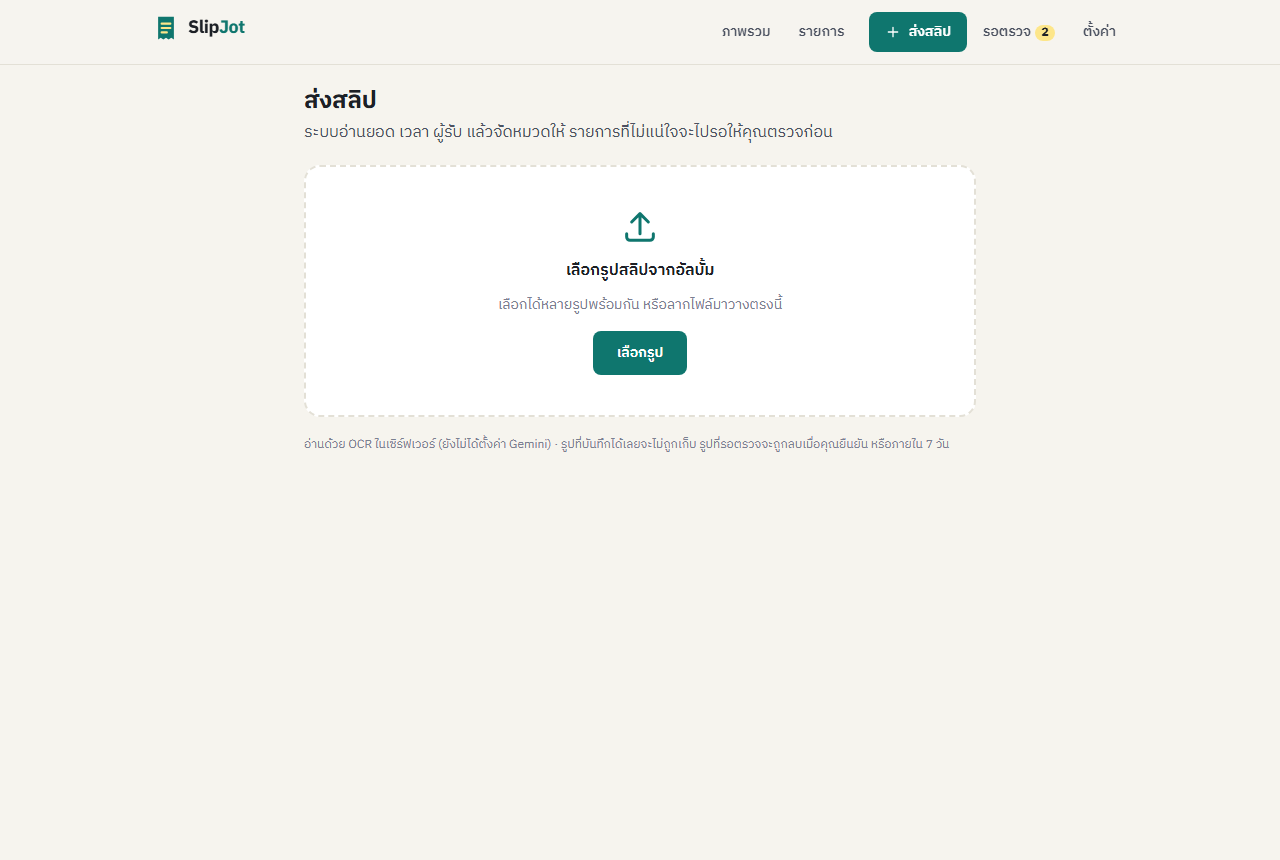 SlipJot
ภาพรวม
รายการ
+ ส่งสลิป
รอตรวจ 2
ตั้งค่า
ส่งสลิป
ระบบอ่านยอด เวลา ผู้รับ แล้วจัดหมวดให้ รายการที่ไม่แน่ใจจะไปรอให้คุณตรวจก่อน
เลือกรูปสลิปจากอัลบั้ม
เลือกได้หลายรูปพร้อมกัน หรือลากไฟล์มาวางตรงนี้
เลือกรูป
อ่านด้วย OCR ในเซิร์ฟเวอร์ (ยังไม่ได้ตั้งค่า Gemini) · รูปที่บันทึกได้เลยจะไม่ถูกเก็บ รูปที่รอตรวจจะถูกลบเมื่อคุณยืนยัน หรือภายใน 7 วัน